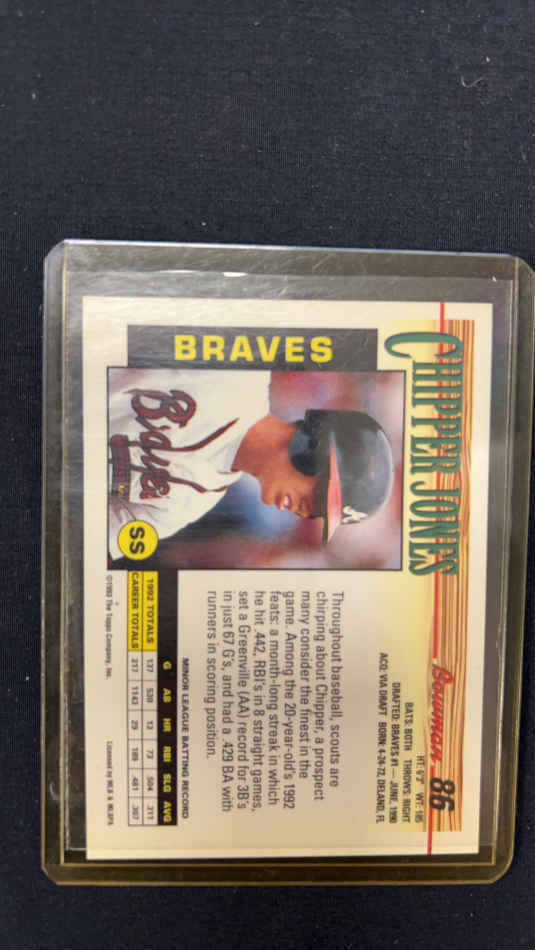 CHIPPER JONES
Bowman 86
HT: 6'3" WT: 185
BATS: BOTH THROWS: RIGHT
DRAFTED: BRAVES #1 — JUNE, 1990
ACQ: VIA DRAFT BORN: 4-24-72, DELAND, FL
BRAVES
Braves
SS
Throughout baseball, scouts are
chirping about Chipper, a prospect
many consider the finest in the
game. Among the 20-year-old's 1992
feats: a month-long streak in which
he hit .442, RBI's in 8 straight games,
set a Greenville (AA) record for 3B's
in just 67 G's, and had a .429 BA with
runners in scoring position.
MINOR LEAGUE BATTING RECORD
G AB HR RBI SLG AVG
1992 TOTALS 137 530 13 73 .504 .311
CAREER TOTALS 217 1143 29 189 .481 .307
©1993 The Topps Company, Inc.
Licensed by MLB & MLBPA